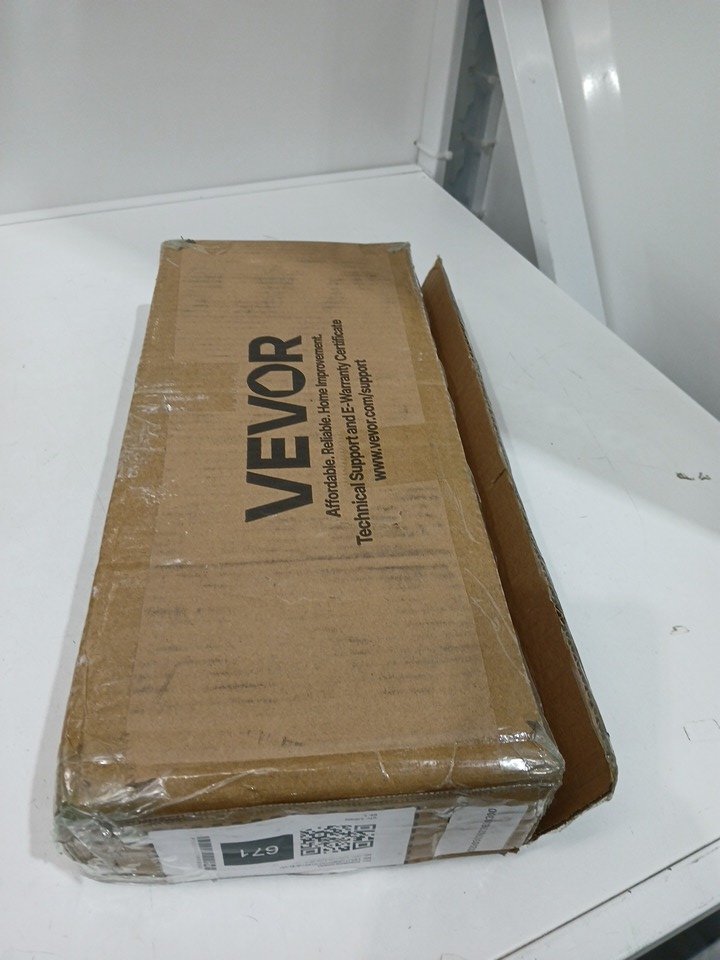 VEVOR
Affordable. Reliable. Home Improvement.
Technical Support and E-Warranty Certificate
www.vevor.com/support
671